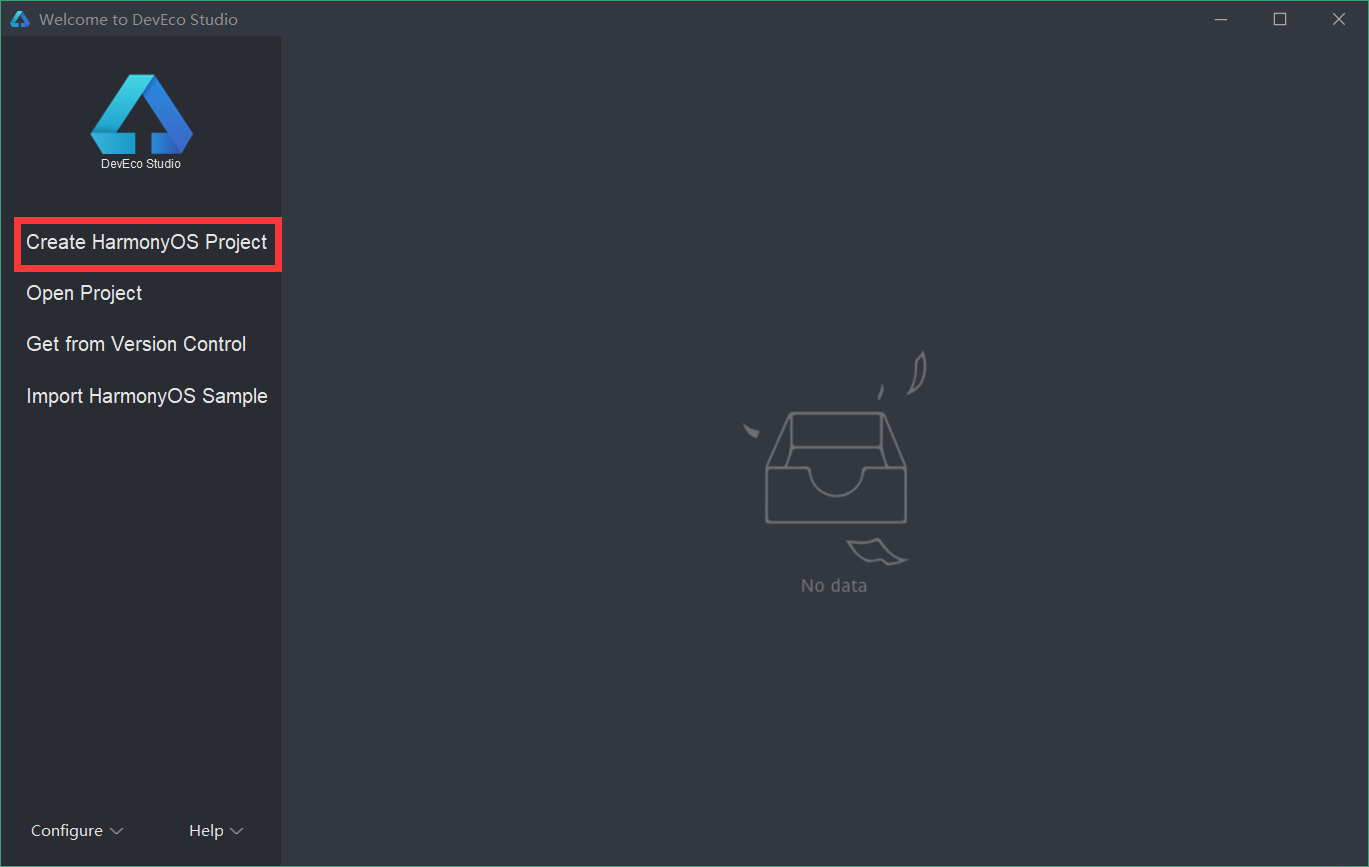 Welcome to DevEco Studio
DevEco Studio
Create HarmonyOS Project
Open Project
Get from Version Control
Import HarmonyOS Sample
No data
Configure
Help